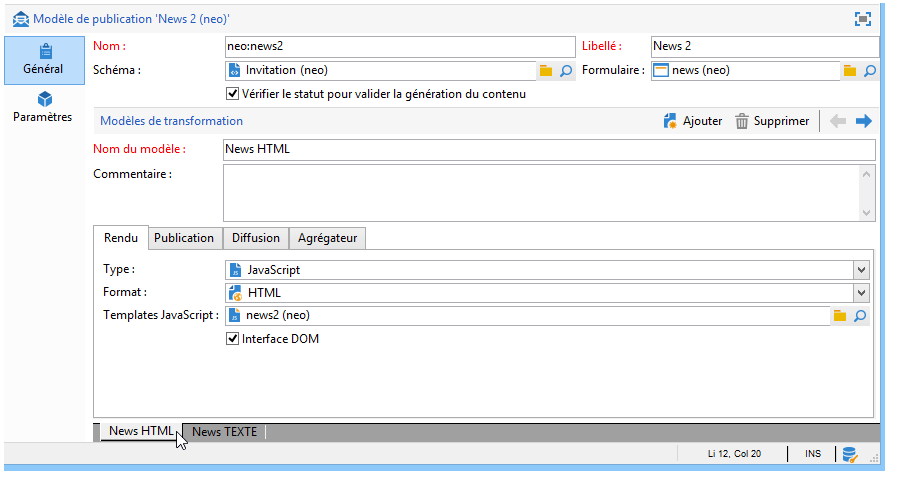 Modèle de publication 'News 2 (neo)'
Général
Paramètres
Nom : neo:news2 Libellé : News 2
Schéma : Invitation (neo) Formulaire : news (neo)
Vérifier le statut pour valider la génération du contenu
Modèles de transformation Ajouter Supprimer
Nom du modèle : News HTML
Commentaire :
Rendu Publication Diffusion Agrégateur
Type : JavaScript
Format : HTML
Templates JavaScript : news2 (neo)
Interface DOM
News HTML News TEXTE
Li 12, Col 20 INS